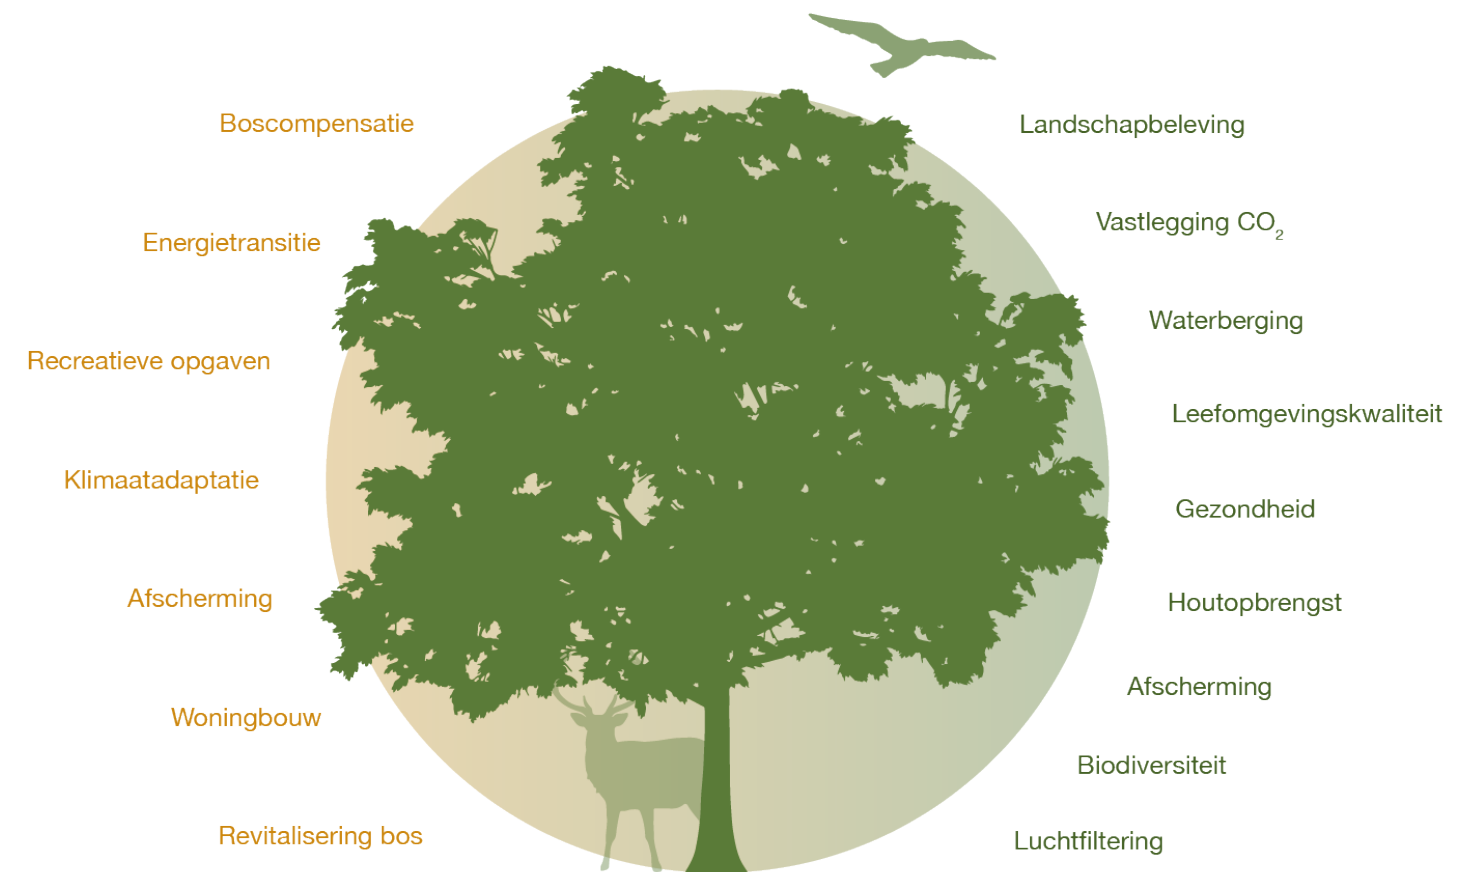 Boscompensatie
Energietransitie
Recreatieve opgaven
Klimaatadaptatie
Afscherming
Woningbouw
Revitalisering bos
Landschapbeleving
Vastlegging CO₂
Waterberging
Leefomgevingskwaliteit
Gezondheid
Houtopbrengst
Afscherming
Biodiversiteit
Luchtfiltering